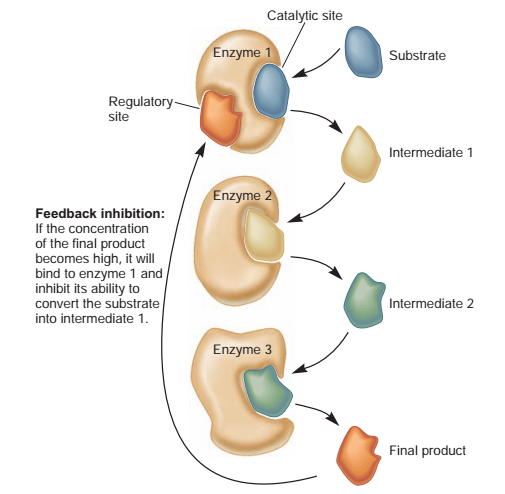 Catalytic site
Enzyme 1
Substrate
Regulatory
site
Intermediate 1
Enzyme 2
Feedback inhibition:
If the concentration
of the final product
becomes high, it will
bind to enzyme 1 and
inhibit its ability to
convert the substrate
into intermediate 1.
Intermediate 2
Enzyme 3
Final product